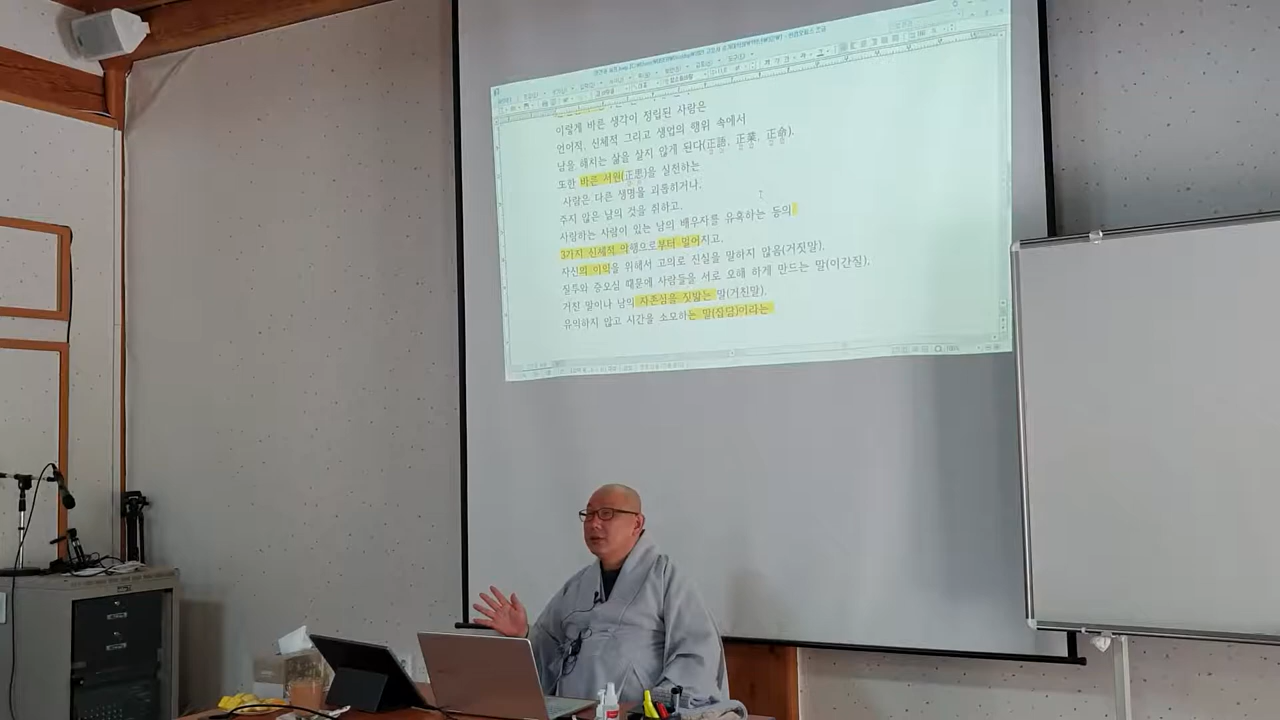 이렇게 바른 생각이 정립된 사람은
언어적, 신체적 그리고 생업의 행위 속에서
남을 해치는 삶을 살지 않게 된다(正語, 正業, 正命).
또한 바른 서원(正思)을 실천하는
사람은 다른 생명을 괴롭하거나,
주지 않은 남의 것을 취하고,
사랑하는 사람이 있는 남의 배우자를 유혹하는 등의
3가지 신체적 악행으로부터 멀어지고,
자신의 이익을 위해서 고의로 진실을 말하지 않음(거짓말),
질투와 증오심 때문에 사람들을 서로 오해 하게 만드는 말(이간질),
거친 말이나 남의 자존심을 짓밟는 말(거친말),
유익하지 않고 시간을 소모하는 말(잡담)이라는